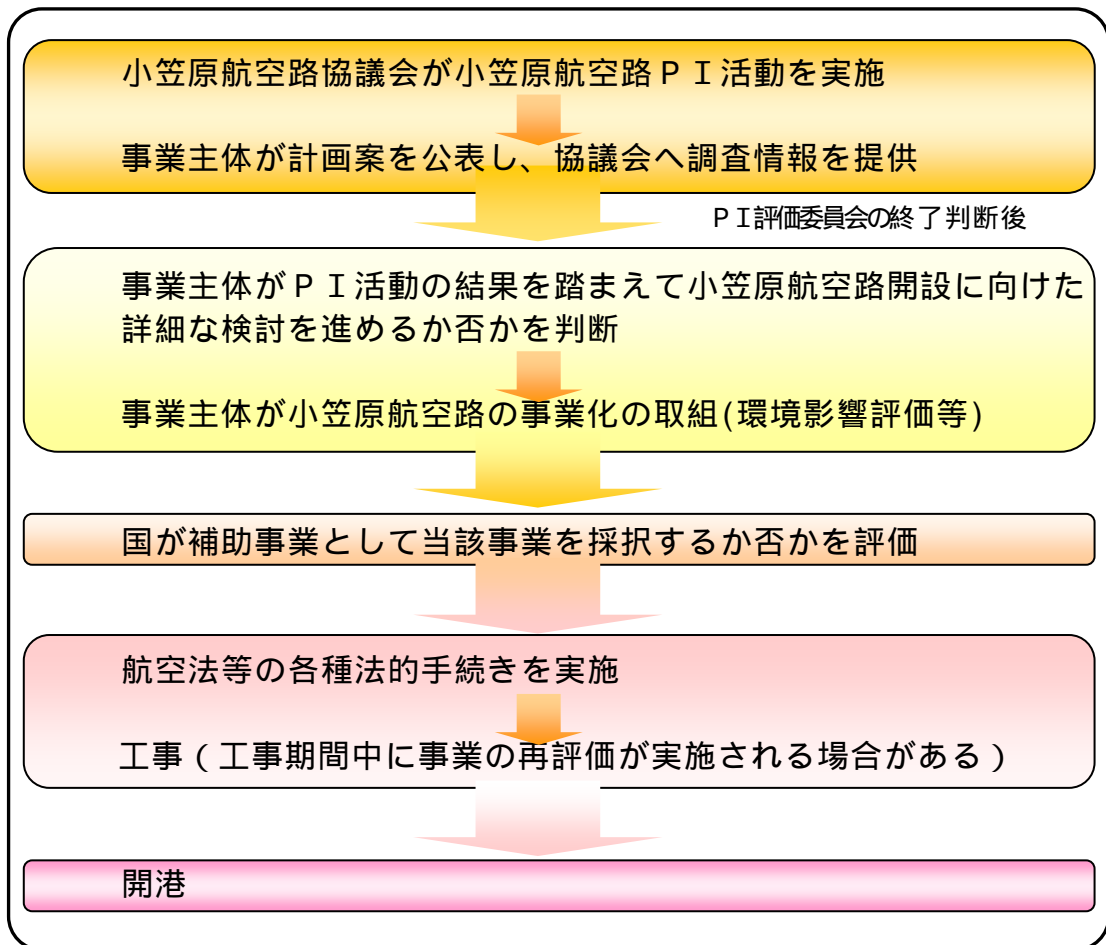 小笠原航空路協議会が小笠原航空路ＰＩ活動を実施
事業主体が計画案を公表し、協議会へ調査情報を提供
ＰＩ評価委員会の終了判断後
事業主体がＰＩ活動の結果を踏まえて小笠原航空路開設に向けた
詳細な検討を進めるか否かを判断
事業主体が小笠原航空路の事業化の取組(環境影響評価等)
国が補助事業として当該事業を採択するか否かを評価
航空法等の各種法的手続きを実施
工事（工事期間中に事業の再評価が実施される場合がある）
開港